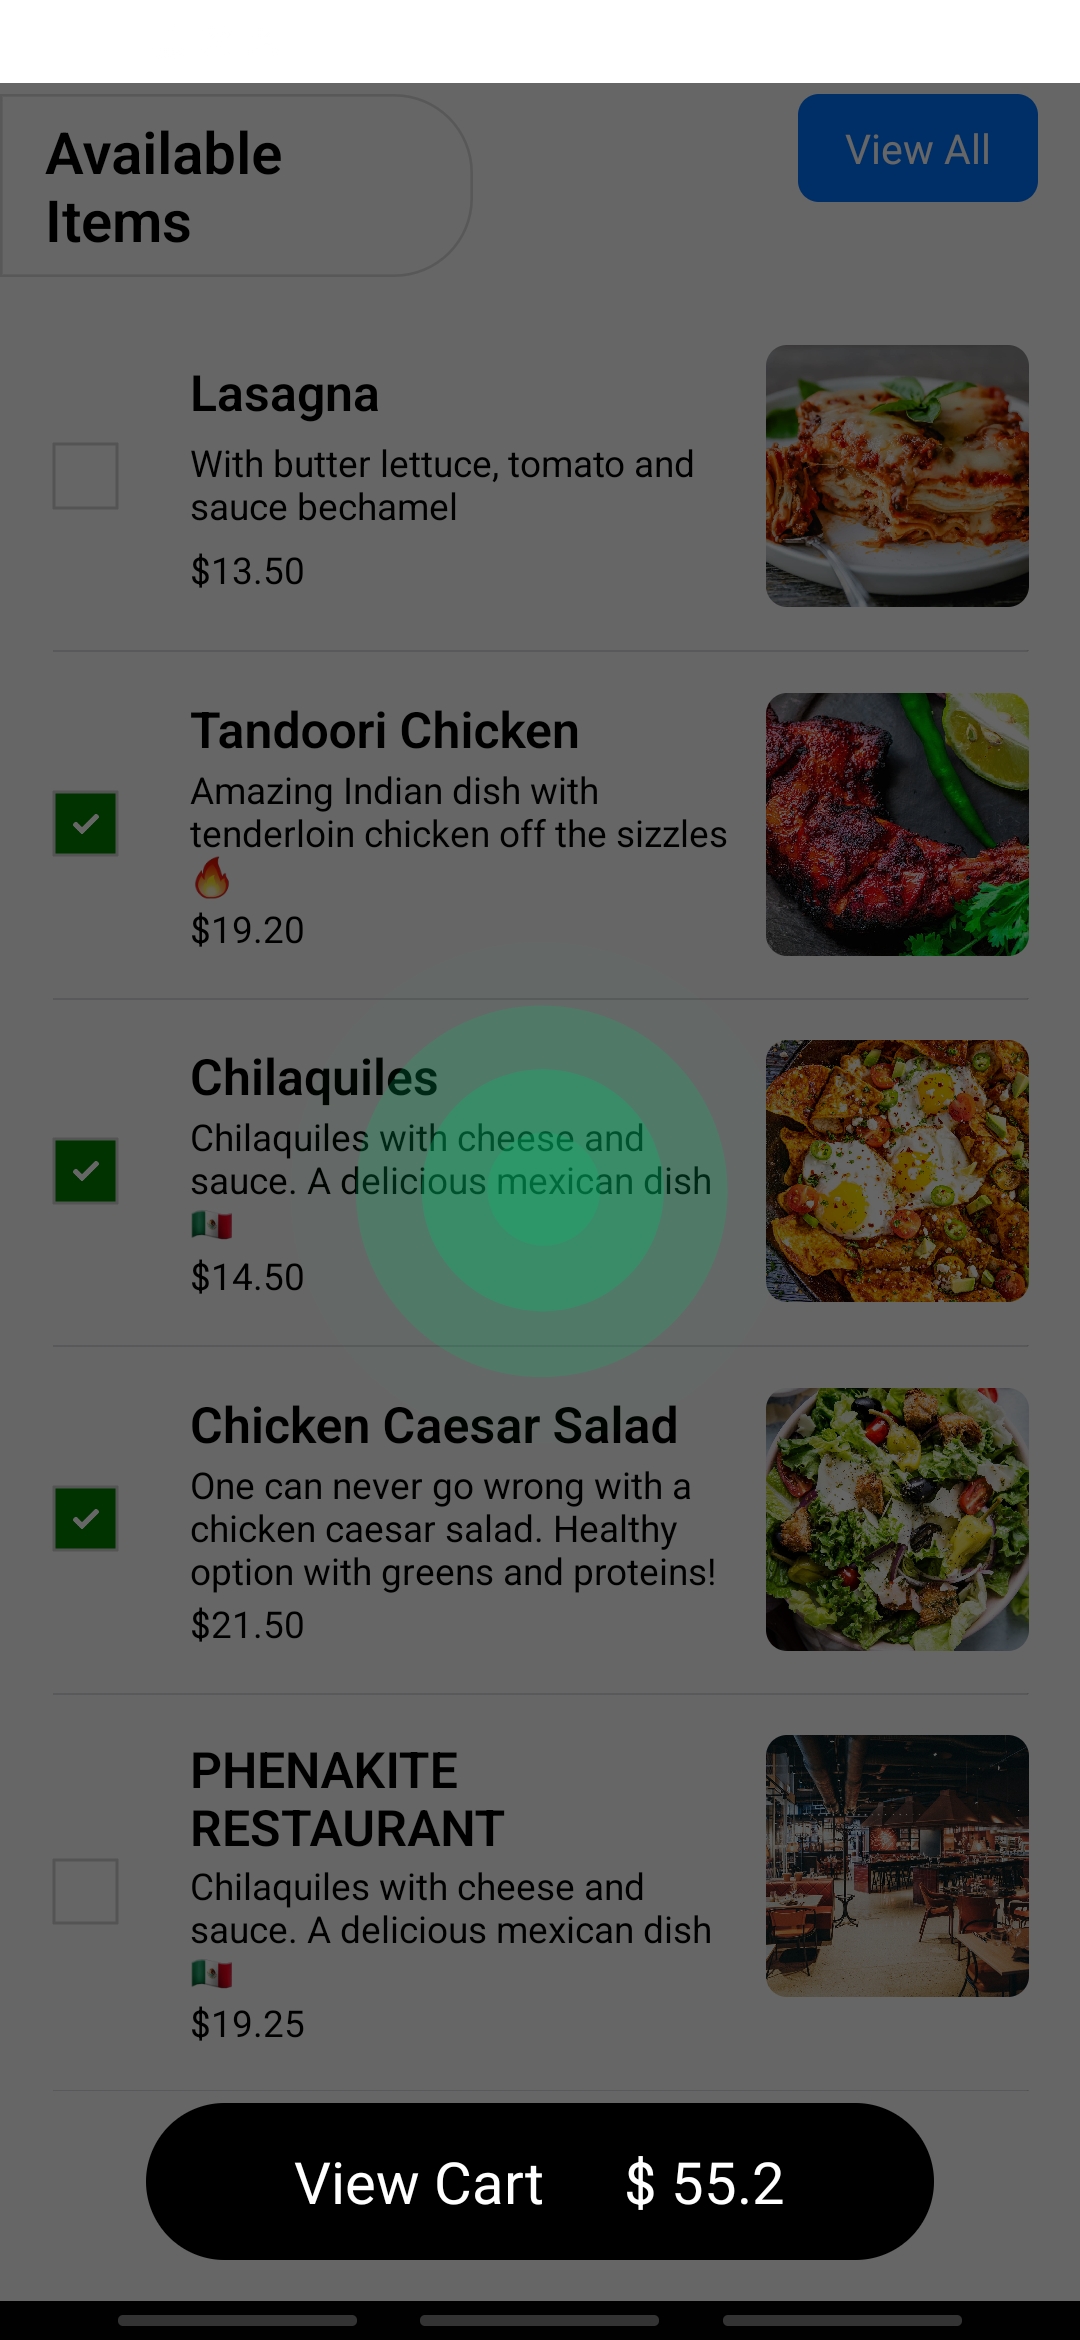 Available
Items
View All
Lasagna
With butter lettuce, tomato and
sauce bechamel
$13.50
Tandoori Chicken
Amazing Indian dish with
tenderloin chicken off the sizzles
🔥
$19.20
Chilaquiles
Chilaquiles with cheese and
sauce. A delicious mexican dish
🇲🇽
$14.50
Chicken Caesar Salad
One can never go wrong with a
chicken caesar salad. Healthy
option with greens and proteins!
$21.50
PHENAKITE
RESTAURANT
Chilaquiles with cheese and
sauce. A delicious mexican dish
🇲🇽
$19.25
View Cart $ 55.2